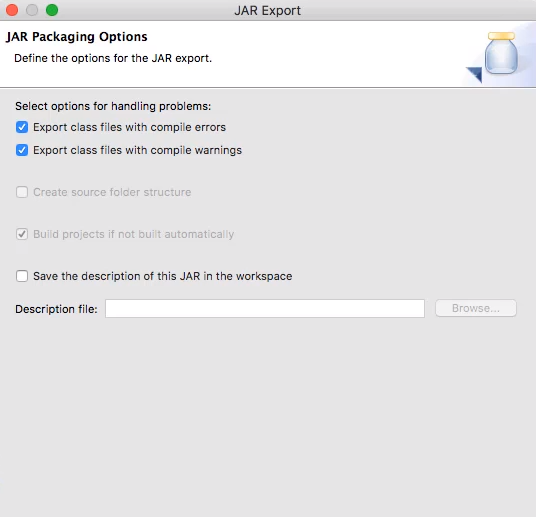 JAR Export
JAR Packaging Options
Define the options for the JAR export.
Select options for handling problems:
Export class files with compile errors
Export class files with compile warnings
Create source folder structure
Build projects if not built automatically
Save the description of this JAR in the workspace
Description file:
Browse...